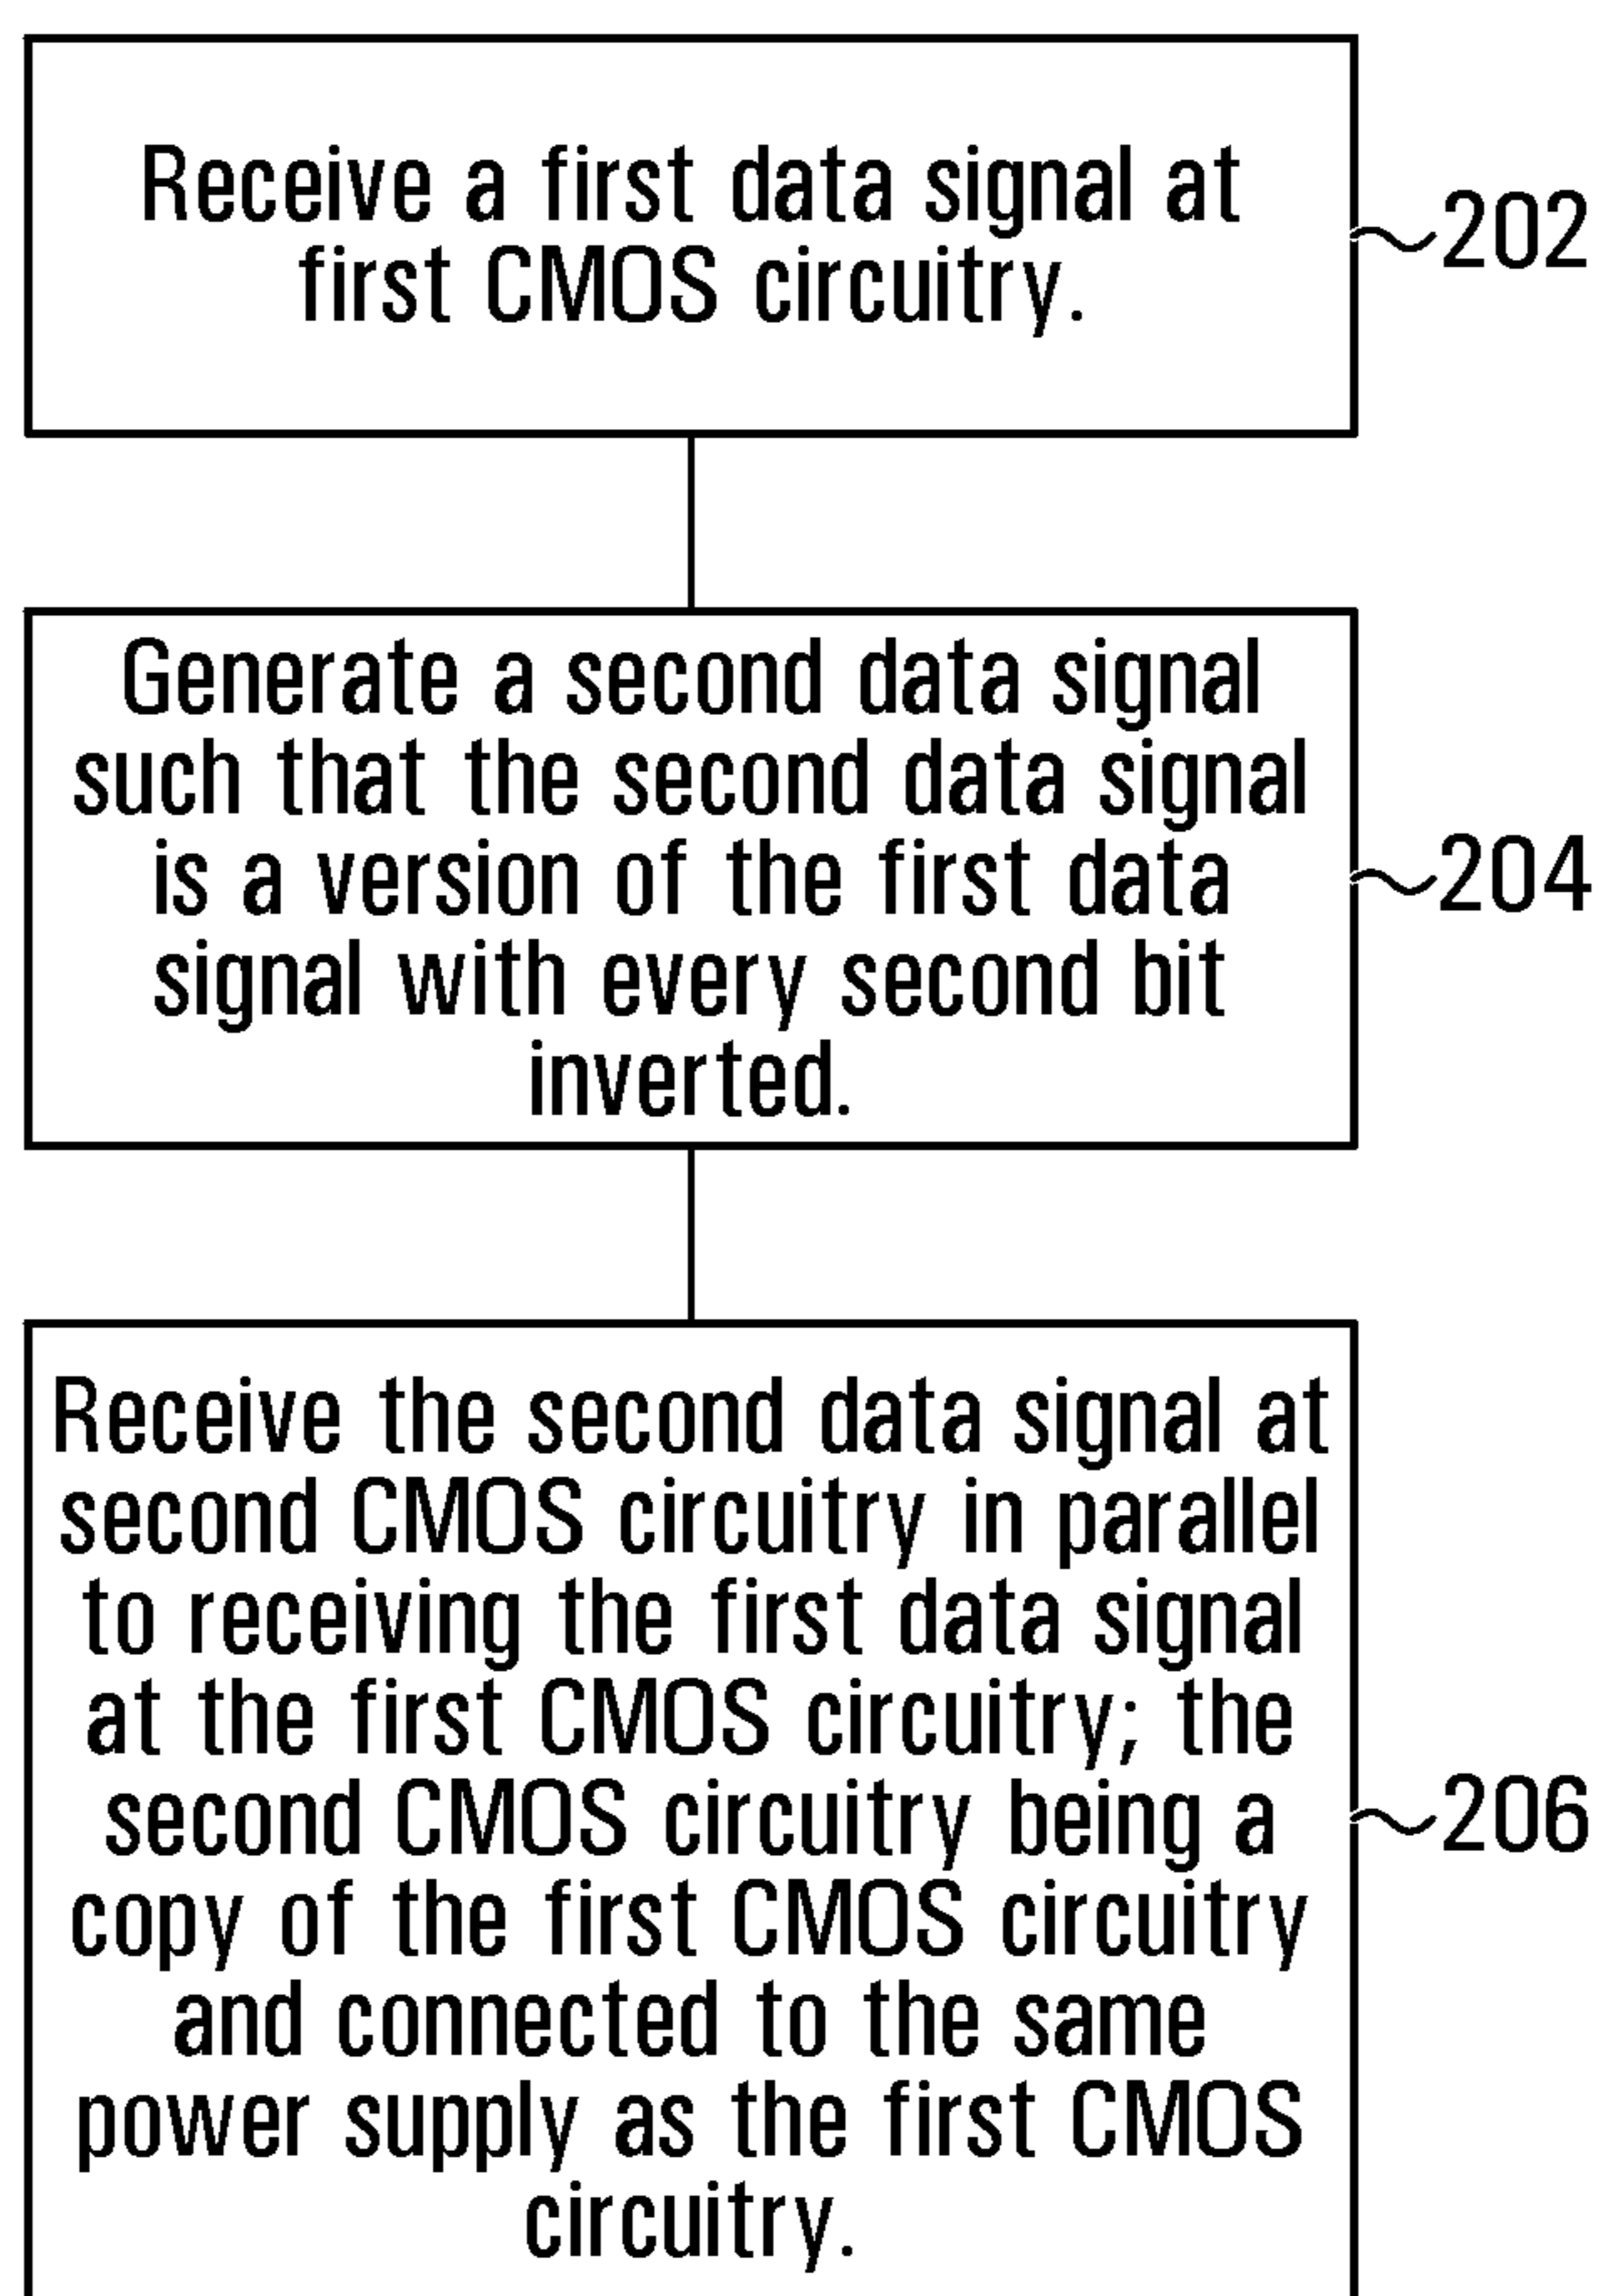 Receive a first data signal at
first CMOS circuitry.
202
Generate a second data signal
such that the second data signal
is a version of the first data
signal with every second bit
inverted.
204
Receive the second data signal at
second CMOS circuitry in parallel
to receiving the first data signal
at the first CMOS circuitry; the
second CMOS circuitry being a
copy of the first CMOS circuitry
and connected to the same
power supply as the first CMOS
circuitry.
206